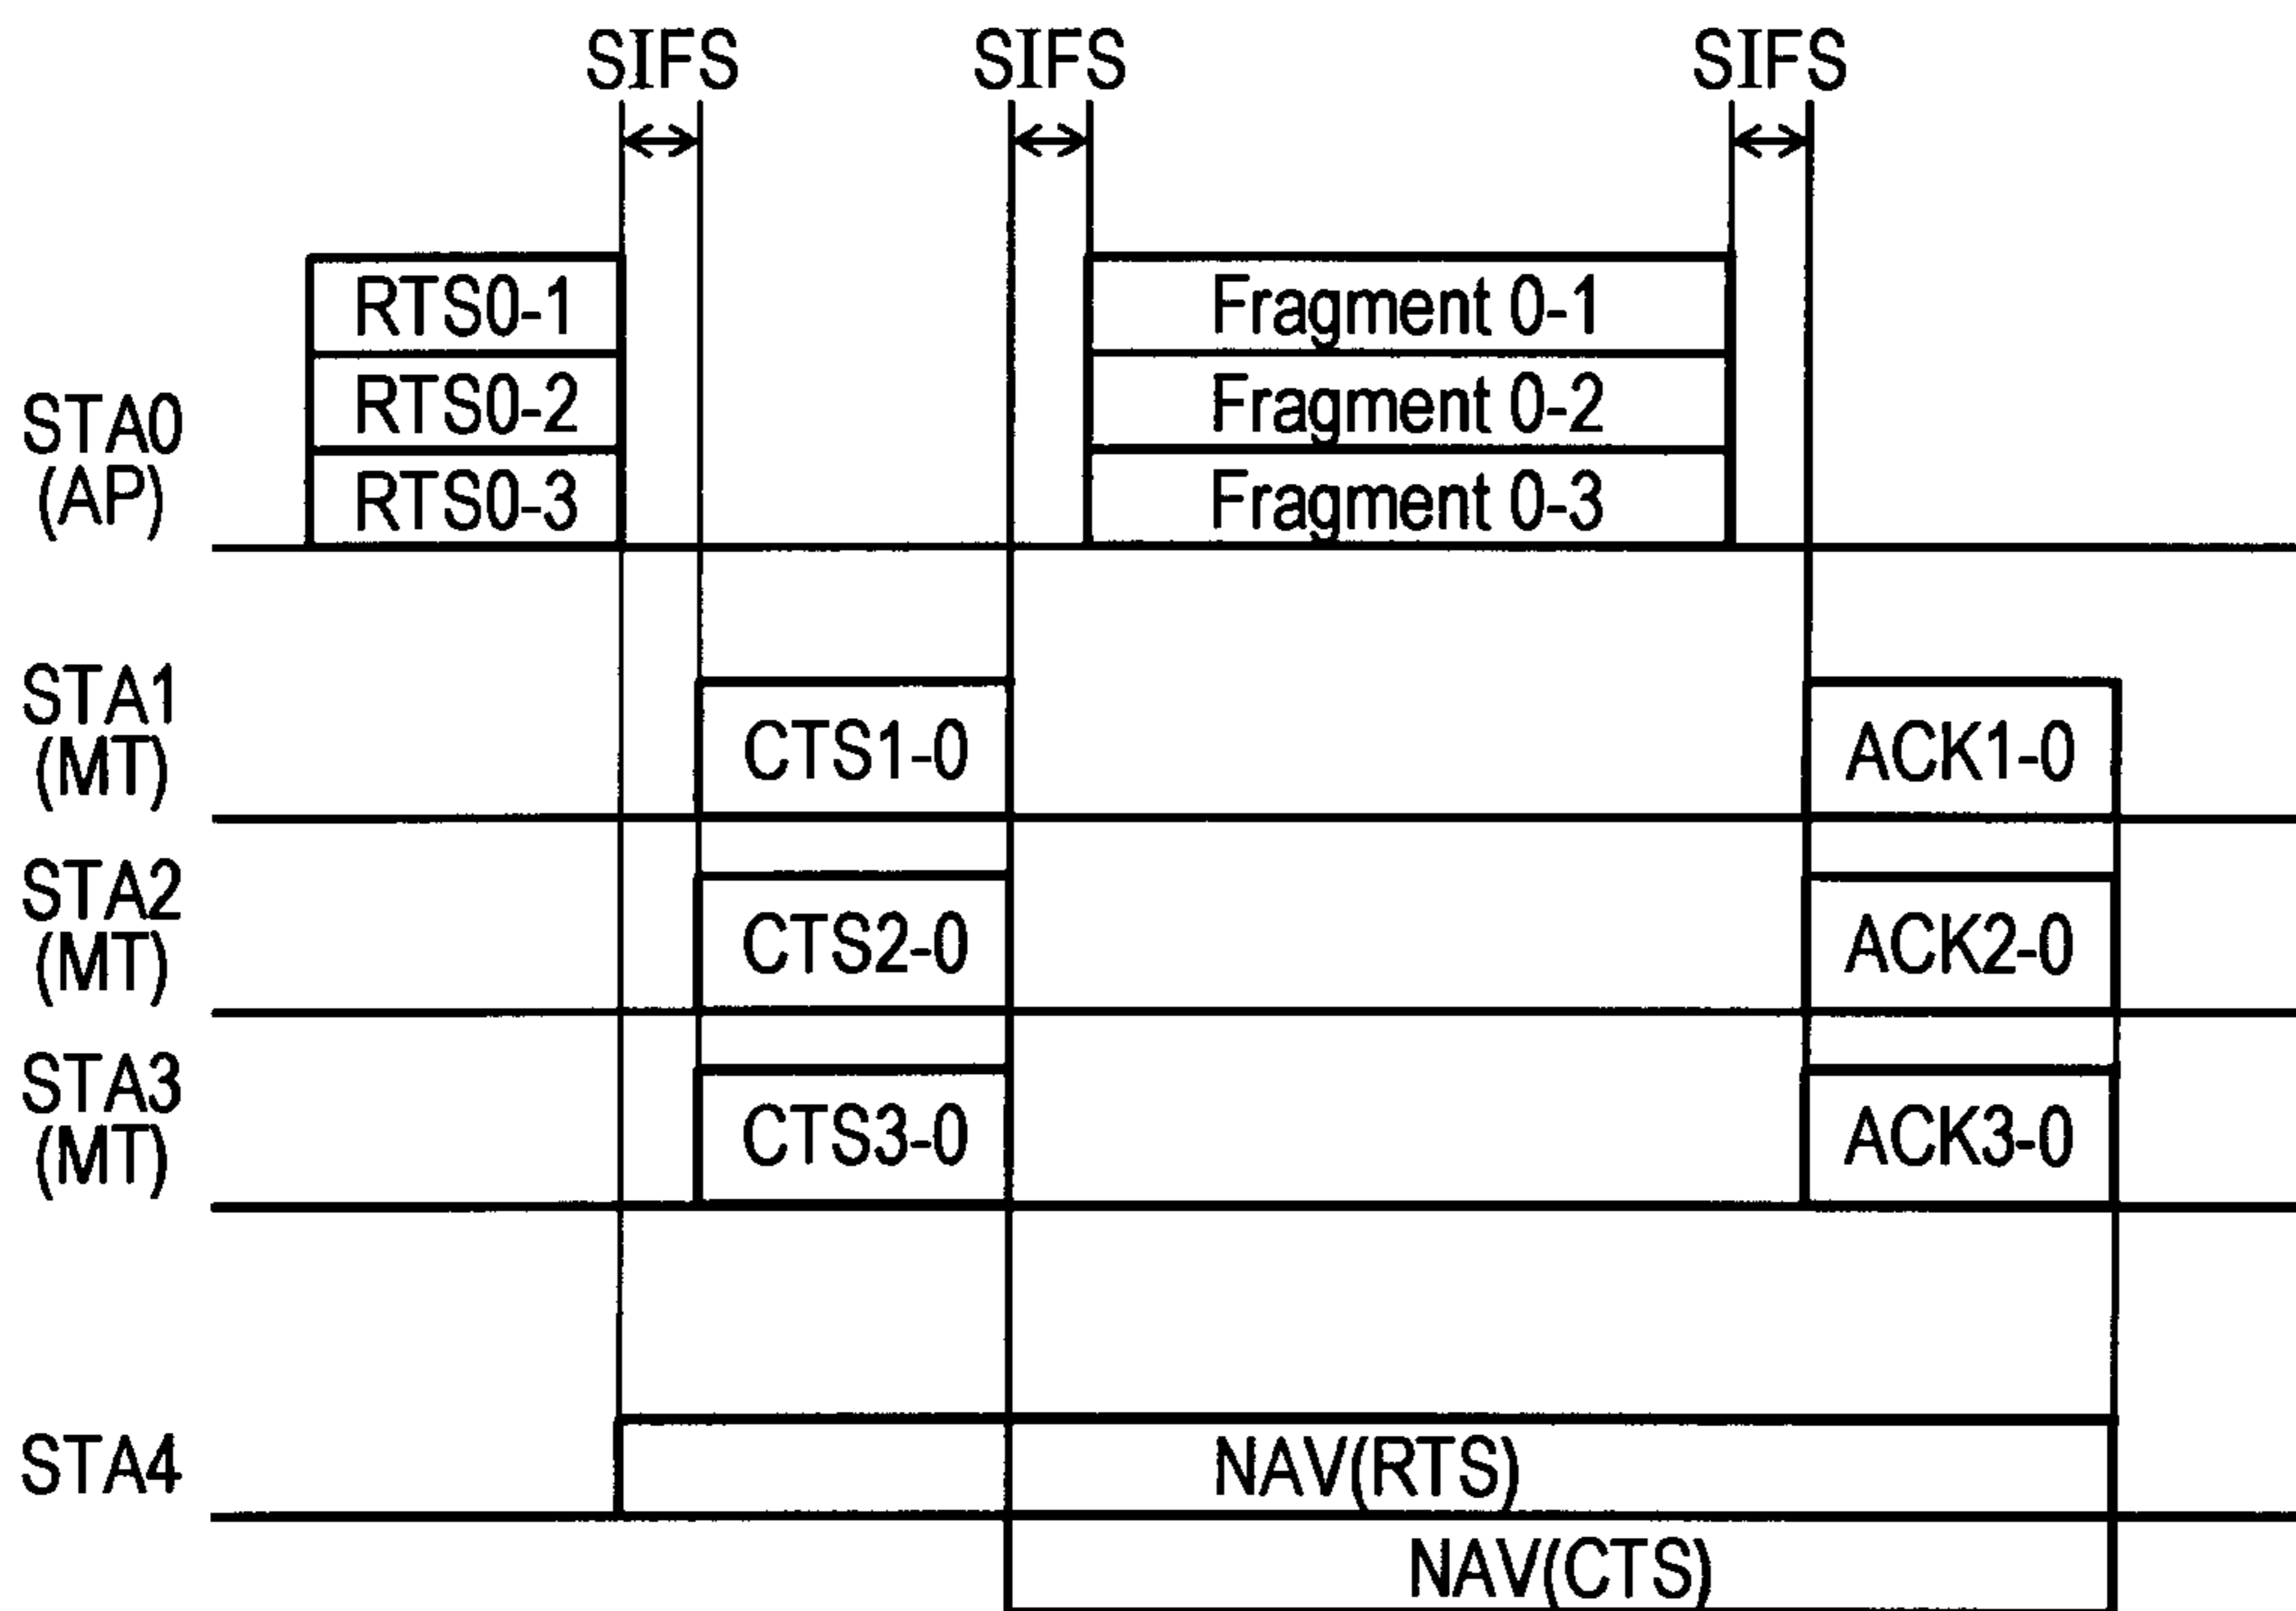 SIFS SIFS SIFS
RTS0-1 Fragment 0-1
RTS0-2 Fragment 0-2
RTS0-3 Fragment 0-3
STA0
(AP)
STA1
(MT)
CTS1-0 ACK1-0
STA2
(MT)
CTS2-0 ACK2-0
STA3
(MT)
CTS3-0 ACK3-0
STA4 NAV(RTS)
NAV(CTS)